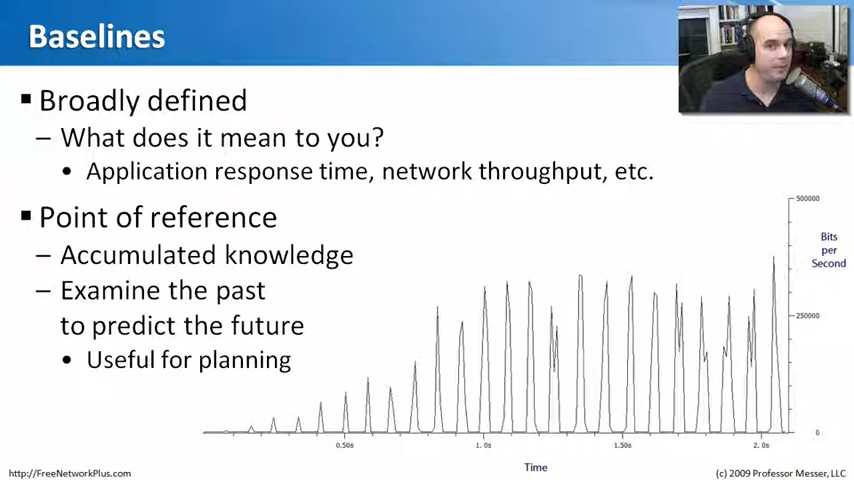 Baselines
▪ Broadly defined
– What does it mean to you?
• Application response time, network throughput, etc.
▪ Point of reference
– Accumulated knowledge
– Examine the past
to predict the future
• Useful for planning
500000
Bits
per
Second
250000
0
0.50s
1. 0s
1.50s
2. 0s
Time
http://FreeNetworkPlus.com
(c) 2009 Professor Messer, LLC